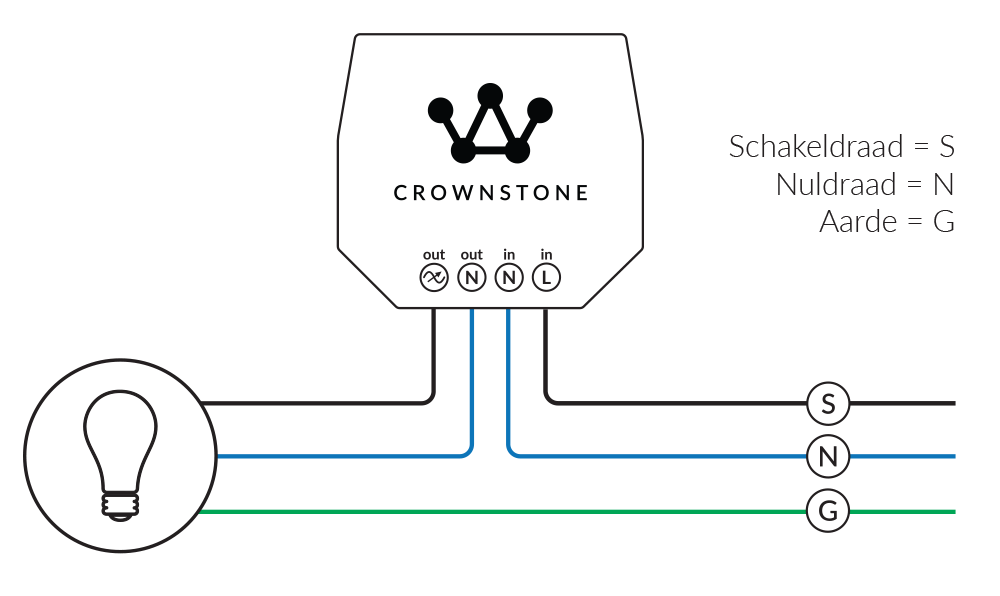 CROWNSTONE
Schakeldraad = S
Nuldraad = N
Aarde = G
out out in in
N N L
S
N
G